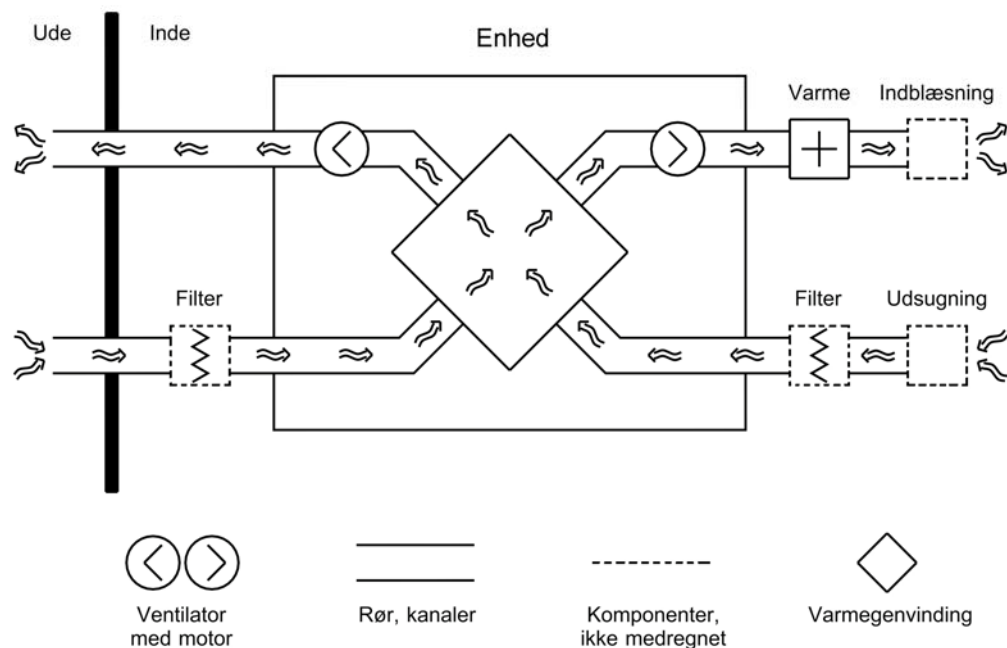 Ude
Inde
Enhed
Varme
Indblæsning
Filter
Filter
Udsugning
Ventilator
med motor
Rør, kanaler
Komponenter,
ikke medregnet
Varmegenvinding